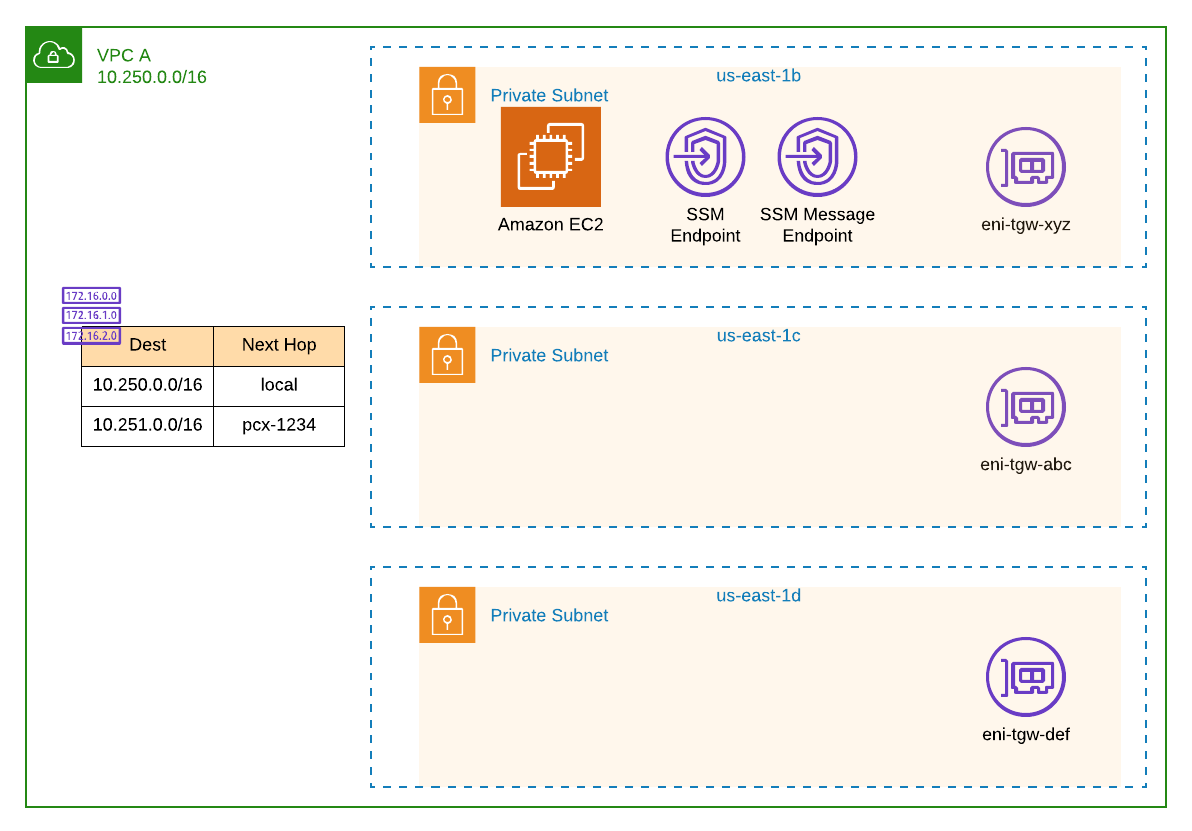 VPC A
10.250.0.0/16
us-east-1b
Private Subnet
Amazon EC2
SSM
Endpoint
SSM Message
Endpoint
eni-tgw-xyz
172.16.0.0
172.16.1.0
172.16.2.0
Dest Next Hop
10.250.0.0/16 local
10.251.0.0/16 pcx-1234
us-east-1c
Private Subnet
eni-tgw-abc
us-east-1d
Private Subnet
eni-tgw-def